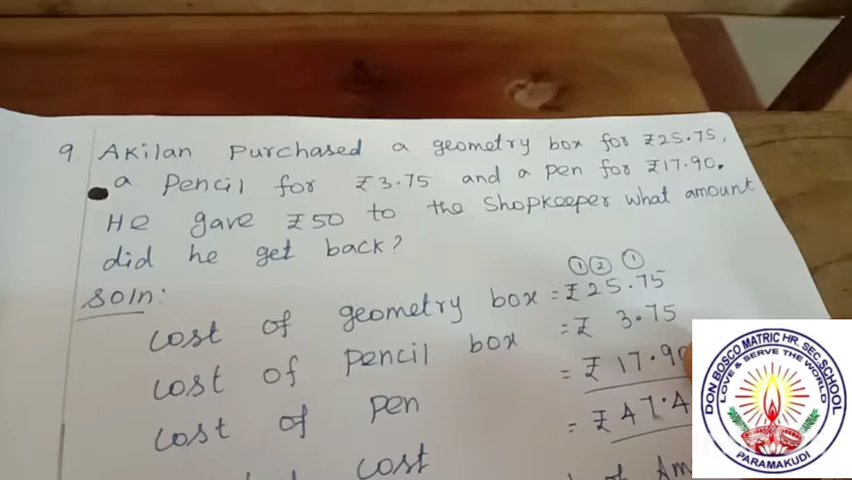 9. Akilan Purchased a geometry box for ₹25.75,
a Pencil for ₹3.75 and a pen for ₹17.90.
He gave ₹50 to the Shopkeeper what amount
did he get back?
Soln:
① ② ①
cost of geometry box = ₹25.75
cost of pencil box = ₹ 3.75
cost of pen = ₹17.90
= ₹47.4
cost
of Am
DON BOSCO MATRIC HR. SEC. SCHOOL
LOVE & SERVE THE WORLD
PARAMAKUDI